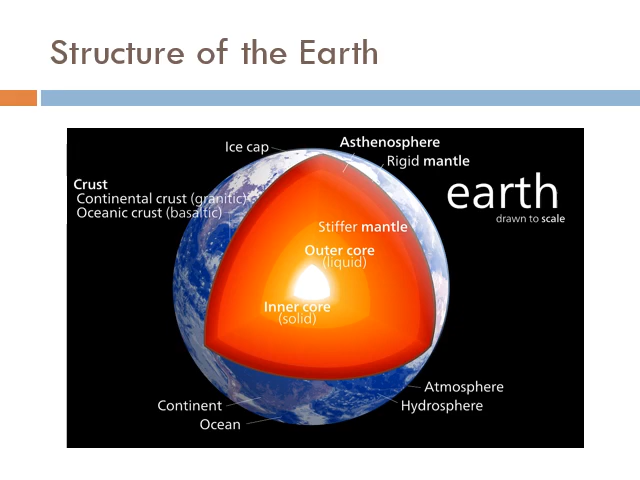 Structure of the Earth
Ice cap
Asthenosphere
Rigid mantle
Crust
Continental crust (granitic)
Oceanic crust (basaltic)
earth
drawn to scale
Stiffer mantle
Outer core
(liquid)
Inner core
(solid)
Atmosphere
Continent
Hydrosphere
Ocean